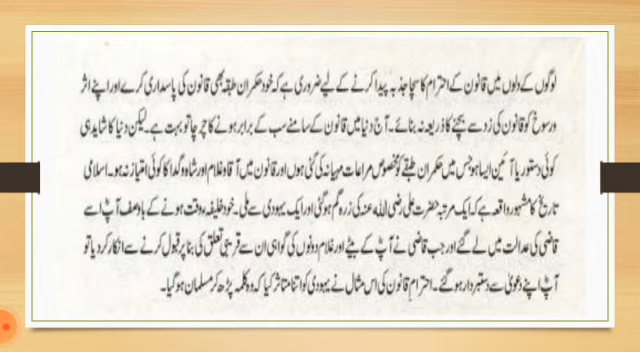 لوگوں کے دلوں میں قانون کے احترام کا سچا جذبہ پیدا کرنے کے لیے ضروری ہے کہ خود حکمران طبقہ بھی قانون کی پاسداری کرے اور اپنے اثر
ورسوخ کو قانون کی زد سے بچنے کا ذریعہ نہ بنائے۔ آج دنیا میں قانون کے سامنے سب کے برابر ہونے کا چرچا تو بہت ہے۔ لیکن دنیا کا شاید ہی
کوئی دستور یا آئین ایسا ہو جس میں حکمران طبقے کو مخصوص مراعات مہیا نہ کی گئی ہوں اور قانون میں آقا و غلام اور شاہ و گدا کا کوئی امتیاز نہ ہو۔ اسلامی
تاریخ کا مشہور واقعہ ہے کہ ایک مرتبہ حضرت علی رضی اللہ عنہ کی زرہ گم ہوگئی اور ایک یہودی سے ملی۔ خود خلیفہ وقت ہونے کے باوصف آپؓ اسے
قاضی کی عدالت میں لے گئے اور جب قاضی نے آپؓ کے بیٹے اور غلام دونوں کی گواہی ان سے قریبی تعلق کی بنا پر قبول کرنے سے انکار کر دیا تو
آپؓ اپنے دعویٰ سے دستبردار ہو گئے۔ احترام قانون کی اس مثال نے یہودی کو اتنا متاثر کیا کہ وہ کلمہ پڑھ کر مسلمان ہو گیا۔